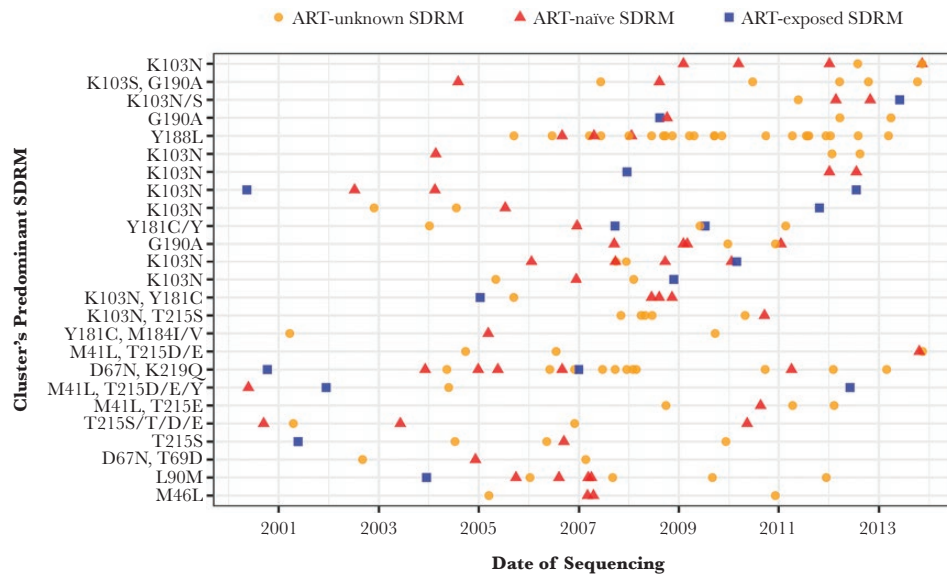 ART-unknown SDRM ART-naïve SDRM ART-exposed SDRM
K103N
K103S, G190A
K103N/S
G190A
Y188L
K103N
K103N
K103N
K103N
Y181C/Y
G190A
K103N
K103N
K103N, Y181C
K103N, T215S
Y181C, M184I/V
M41L, T215D/E
D67N, K219Q
M41L, T215D/E/Y
M41L, T215E
T215S/T/D/E
T215S
D67N, T69D
L90M
M46L
Cluster's Predominant SDRM
2001 2003 2005 2007 2009 2011 2013
Date of Sequencing